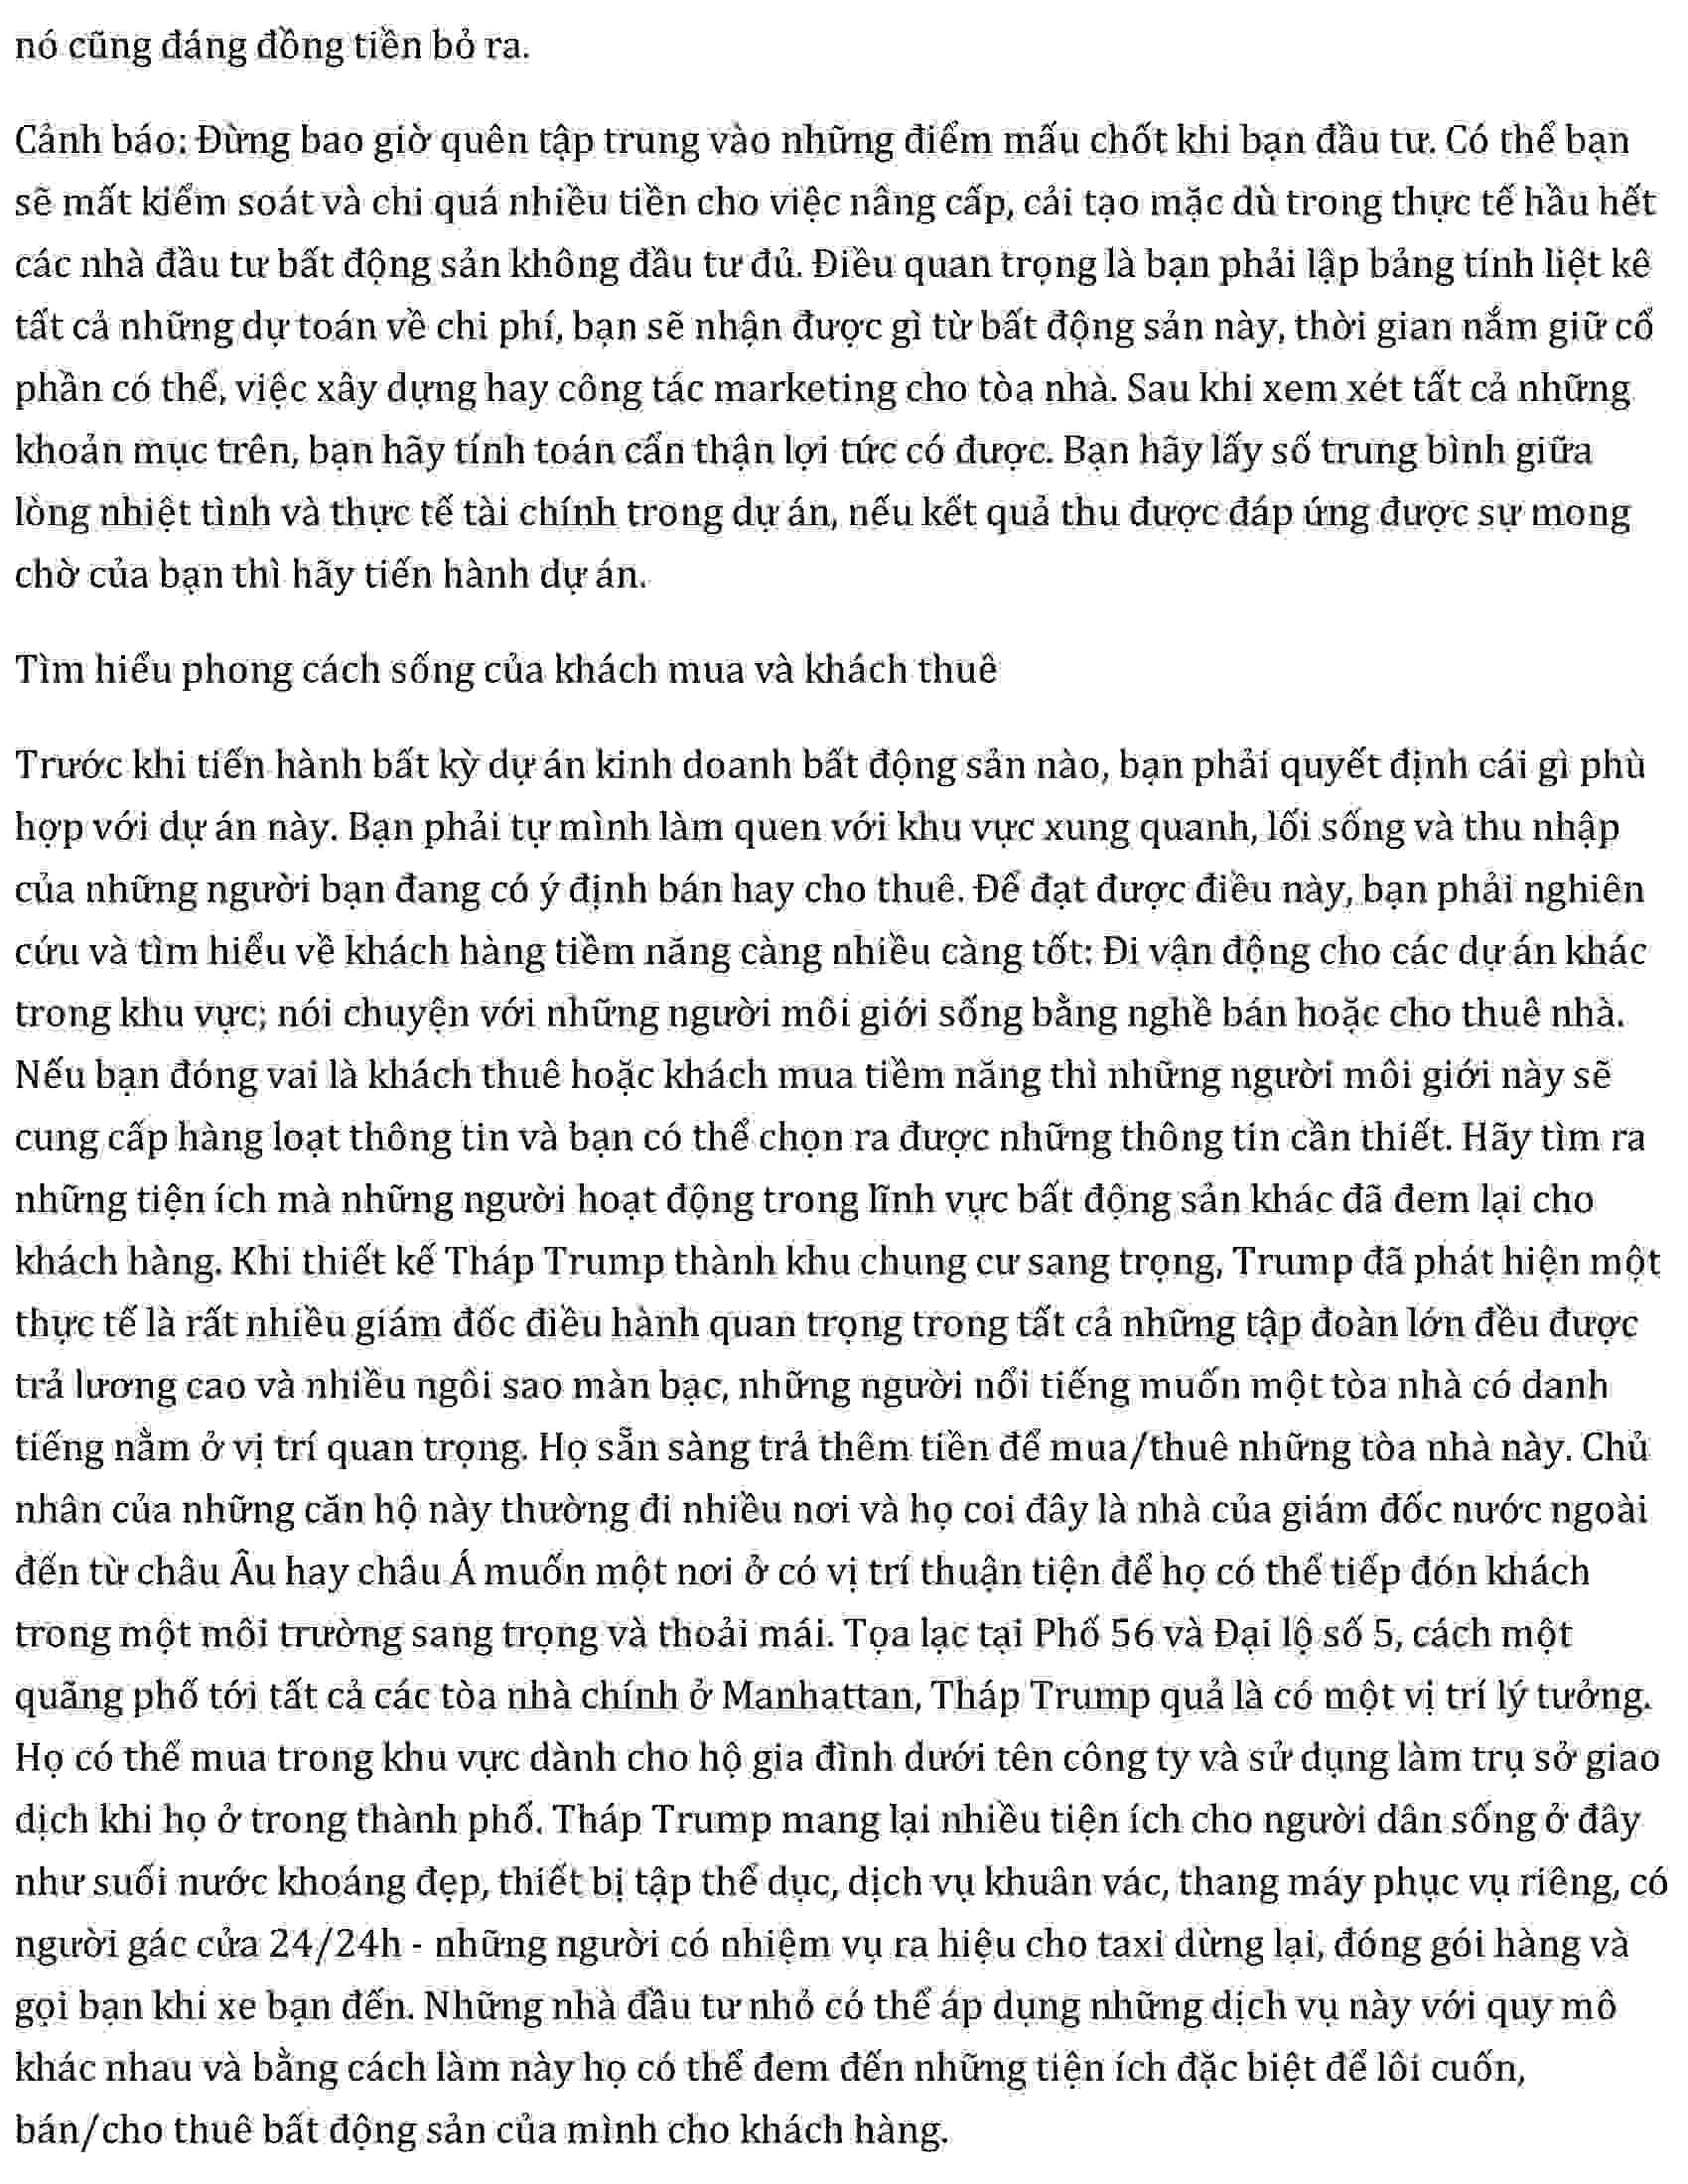 nó cũng đáng đồng tiền bỏ ra.
Cảnh báo: Đừng bao giờ quên tập trung vào những điểm mấu chốt khi bạn đầu tư. Có thể bạn
sẽ mất kiểm soát và chi quá nhiều tiền cho việc nâng cấp, cải tạo mặc dù trong thực tế hầu hết
các nhà đầu tư bất động sản không đầu tư đủ. Điều quan trọng là bạn phải lập bảng tính liệt kê
tất cả những dự toán về chi phí, bạn sẽ nhận được gì từ bất động sản này, thời gian nắm giữ cổ
phần có thể, việc xây dựng hay công tác marketing cho tòa nhà. Sau khi xem xét tất cả những
khoản mục trên, bạn hãy tính toán cẩn thận lợi tức có được. Bạn hãy lấy số trung bình giữa
lòng nhiệt tình và thực tế tài chính trong dự án, nếu kết quả thu được đáp ứng được sự mong
chờ của bạn thì hãy tiến hành dự án.
Tìm hiểu phong cách sống của khách mua và khách thuê
Trước khi tiến hành bất kỳ dự án kinh doanh bất động sản nào, bạn phải quyết định cái gì phù
hợp với dự án này. Bạn phải tự mình làm quen với khu vực xung quanh, lối sống và thu nhập
của những người bạn đang có ý định bán hay cho thuê. Để đạt được điều này, bạn phải nghiên
cứu và tìm hiểu về khách hàng tiềm năng càng nhiều càng tốt: Đi vận động cho các dự án khác
trong khu vực; nói chuyện với những người môi giới sống bằng nghề bán hoặc cho thuê nhà.
Nếu bạn đóng vai là khách thuê hoặc khách mua tiềm năng thì những người môi giới này sẽ
cung cấp hàng loạt thông tin và bạn có thể chọn ra được những thông tin cần thiết. Hãy tìm ra
những tiện ích mà những người hoạt động trong lĩnh vực bất động sản khác đã đem lại cho
khách hàng. Khi thiết kế Tháp Trump thành khu chung cư sang trọng, Trump đã phát hiện một
thực tế là rất nhiều giám đốc điều hành quan trọng trong tất cả những tập đoàn lớn đều được
trả lương cao và nhiều ngôi sao màn bạc, những người nổi tiếng muốn một tòa nhà có danh
tiếng nằm ở vị trí quan trọng. Họ sẵn sàng trả thêm tiền để mua/thuê những tòa nhà này. Chủ
nhân của những căn hộ này thường đi nhiều nơi và họ coi đây là nhà của giám đốc nước ngoài
đến từ châu Âu hay châu Á muốn một nơi ở có vị trí thuận tiện để họ có thể tiếp đón khách
trong một môi trường sang trọng và thoải mái. Tọa lạc tại Phố 56 và Đại lộ số 5, cách một
quãng phố tới tất cả các tòa nhà chính ở Manhattan, Tháp Trump quả là có một vị trí lý tưởng.
Họ có thể mua trong khu vực dành cho hộ gia đình dưới tên công ty và sử dụng làm trụ sở giao
dịch khi họ ở trong thành phố. Tháp Trump mang lại nhiều tiện ích cho người dân sống ở đây
như suối nước khoáng đẹp, thiết bị tập thể dục, dịch vụ khuân vác, thang máy phục vụ riêng, có
người gác cửa 24/24h - những người có nhiệm vụ ra hiệu cho taxi dừng lại, đóng gói hàng và
gọi bạn khi xe bạn đến. Những nhà đầu tư nhỏ có thể áp dụng những dịch vụ này với quy mô
khác nhau và bằng cách làm này họ có thể đem đến những tiện ích đặc biệt để lôi cuốn,
bán/cho thuê bất động sản của mình cho khách hàng.